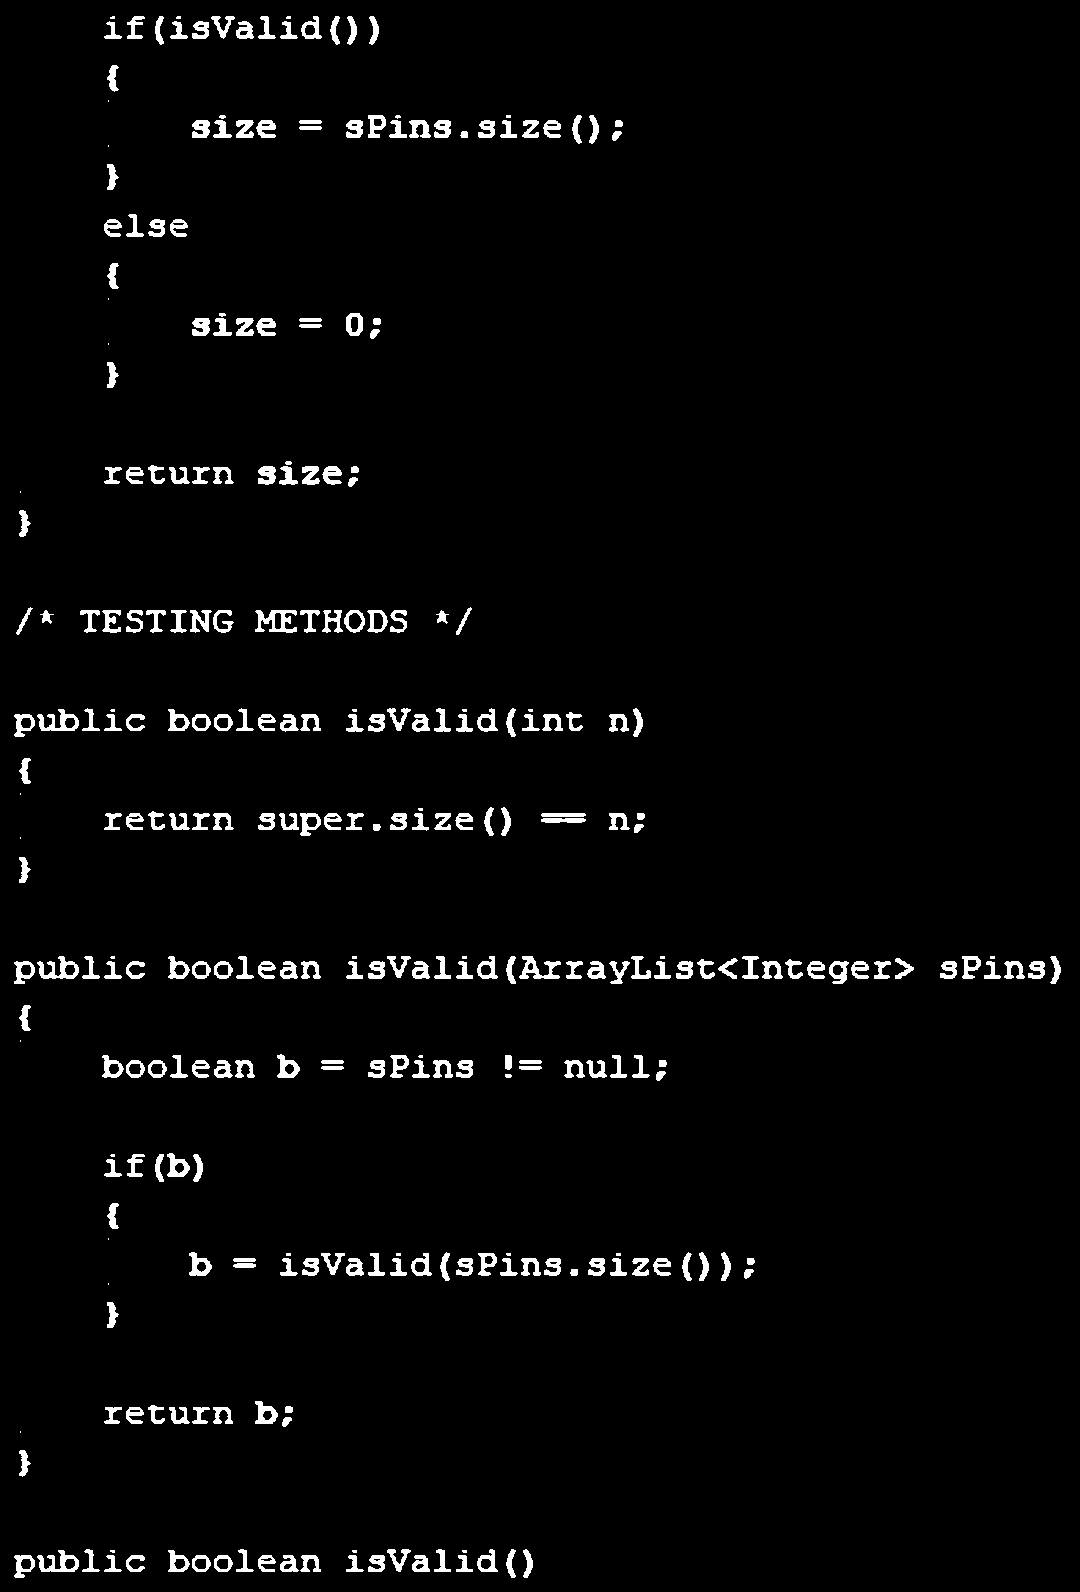 if(isValid())
{
size = sPins.size();
}
else
{
size = 0;
}
return size;
}
/* TESTING METHODS */
public boolean isValid(int n)
{
return super.size() == n;
}
public boolean isValid(ArrayList<Integer> sPins)
{
boolean b = sPins != null;
if(b)
{
b = isValid(sPins.size());
}
return b;
}
public boolean isValid()